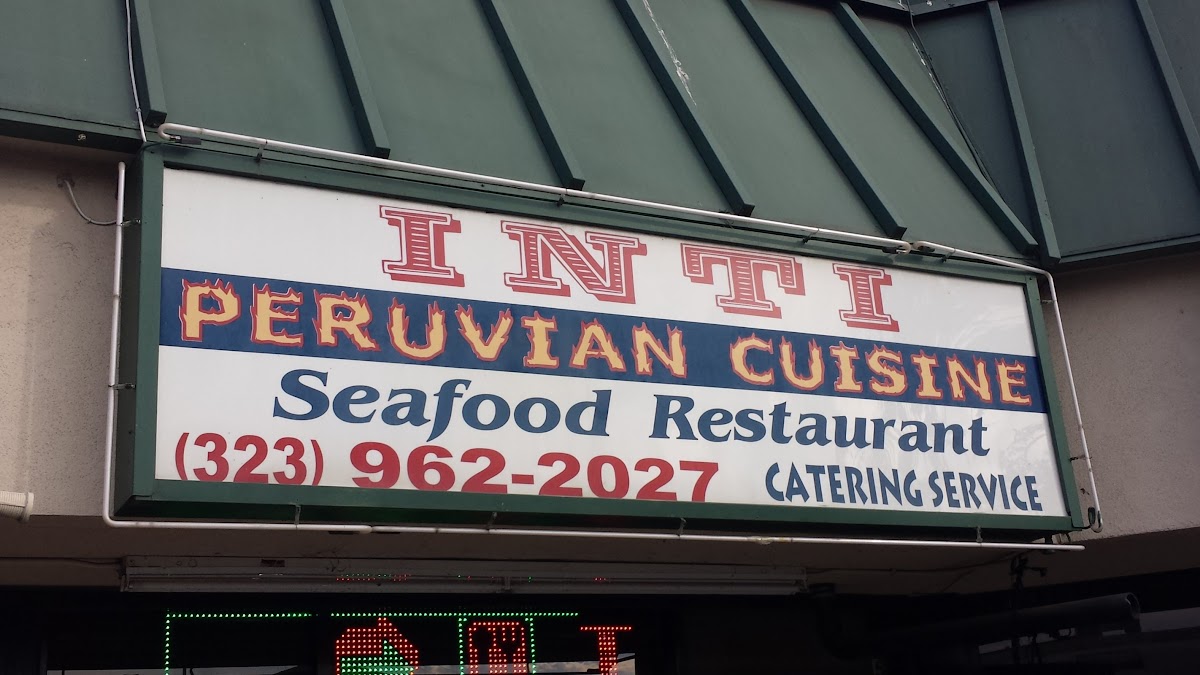 INTI
PERUVIAN CUISINE
Seafood Restaurant
(323) 962-2027 CATERING SERVICE